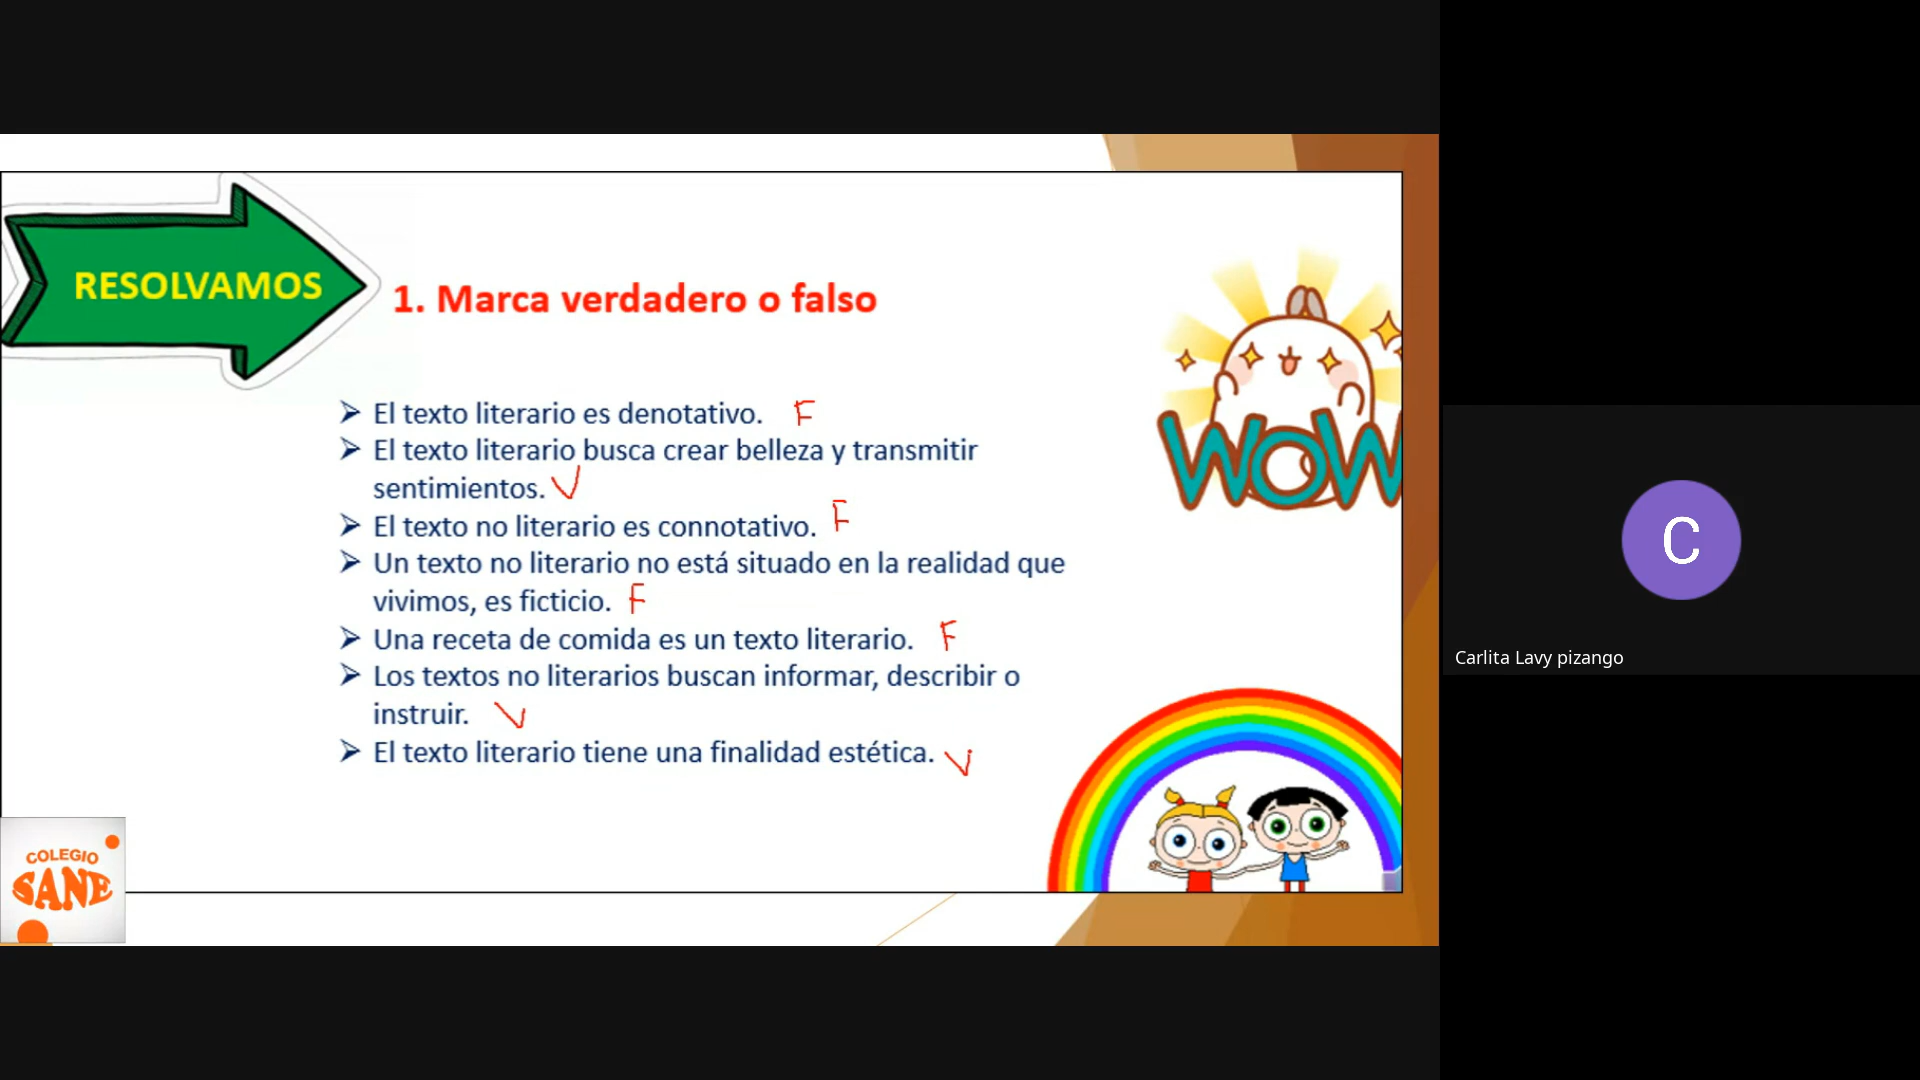 RESOLVAMOS
1. Marca verdadero o falso
WOW
➢ El texto literario es denotativo. F
➢ El texto literario busca crear belleza y transmitir
sentimientos. V
➢ El texto no literario es connotativo. F
➢ Un texto no literario no está situado en la realidad que
vivimos, es ficticio. F
➢ Una receta de comida es un texto literario. F
➢ Los textos no literarios buscan informar, describir o
instruir. V
➢ El texto literario tiene una finalidad estética. V
COLEGIO
SANE
C
Carlita Lavy pizango